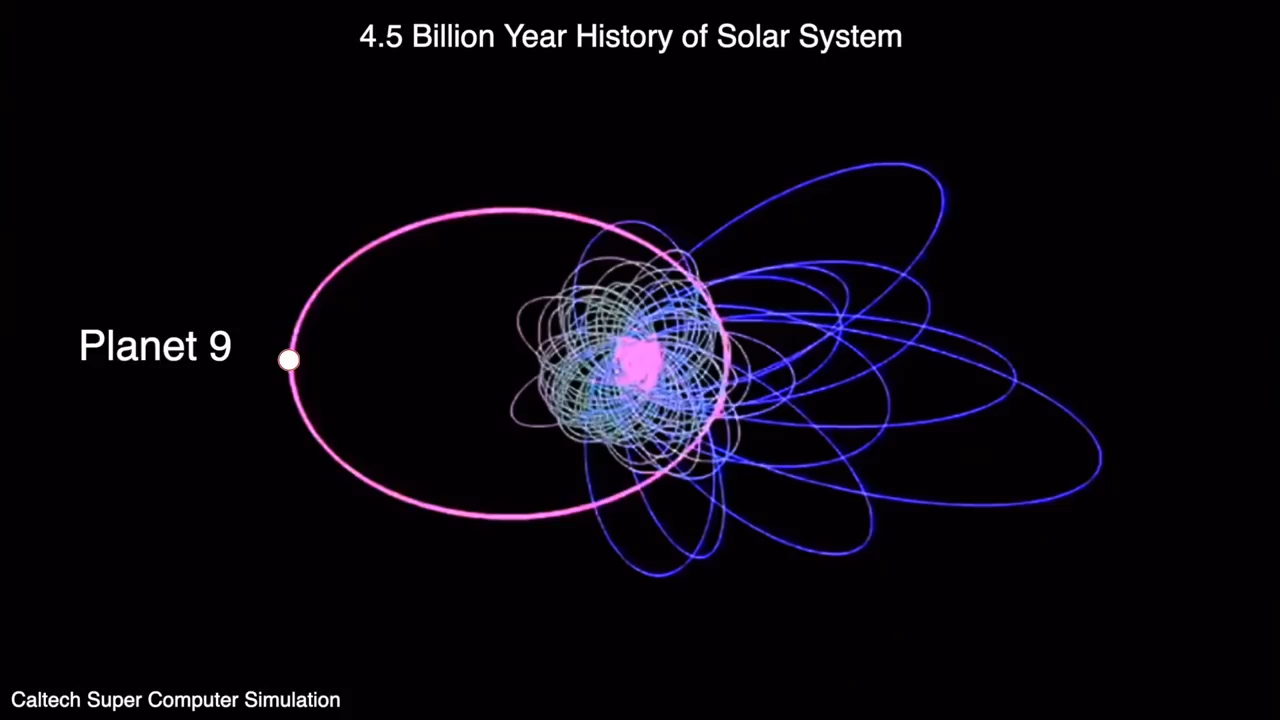 4.5 Billion Year History of Solar System
Planet 9
Caltech Super Computer Simulation